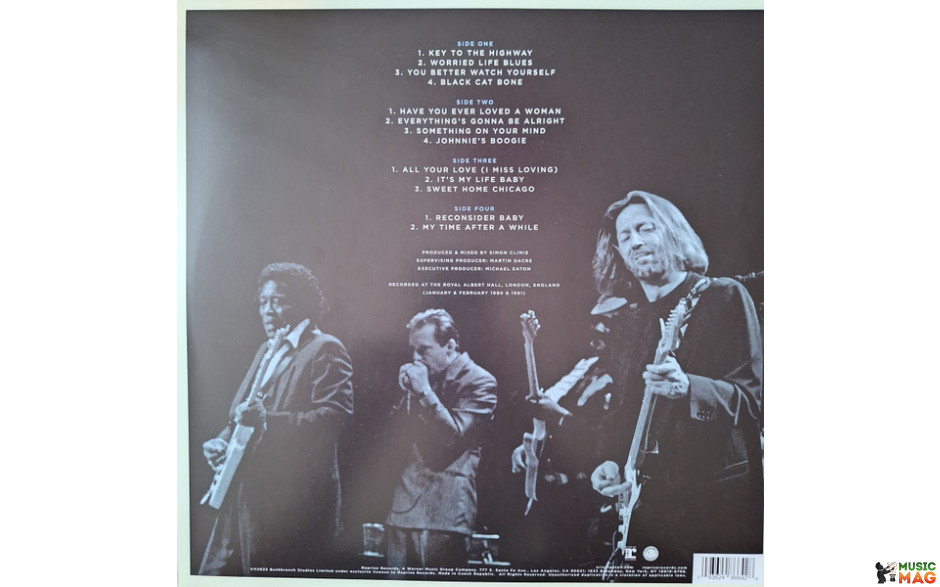 SIDE ONE
1. KEY TO THE HIGHWAY
2. WORRIED LIFE BLUES
3. YOU BETTER WATCH YOURSELF
4. BLACK CAT BONE
SIDE TWO
1. HAVE YOU EVER LOVED A WOMAN
2. EVERYTHING'S GONNA BE ALRIGHT
3. SOMETHING ON YOUR MIND
4. JOHNNIE'S BOOGIE
SIDE THREE
1. ALL YOUR LOVE (I MISS LOVING)
2. IT'S MY LIFE BABY
3. SWEET HOME CHICAGO
SIDE FOUR
1. RECONSIDER BABY
2. MY TIME AFTER A WHILE
PRODUCED & MIXED BY SIMON CLIMIE
SUPERVISING PRODUCER: MARTIN DACRE
EXECUTIVE PRODUCER: MICHAEL EATON
RECORDED AT THE ROYAL ALBERT HALL, LONDON, ENGLAND
(JANUARY & FEBRUARY 1990 & 1991)
MUSIC
MAG